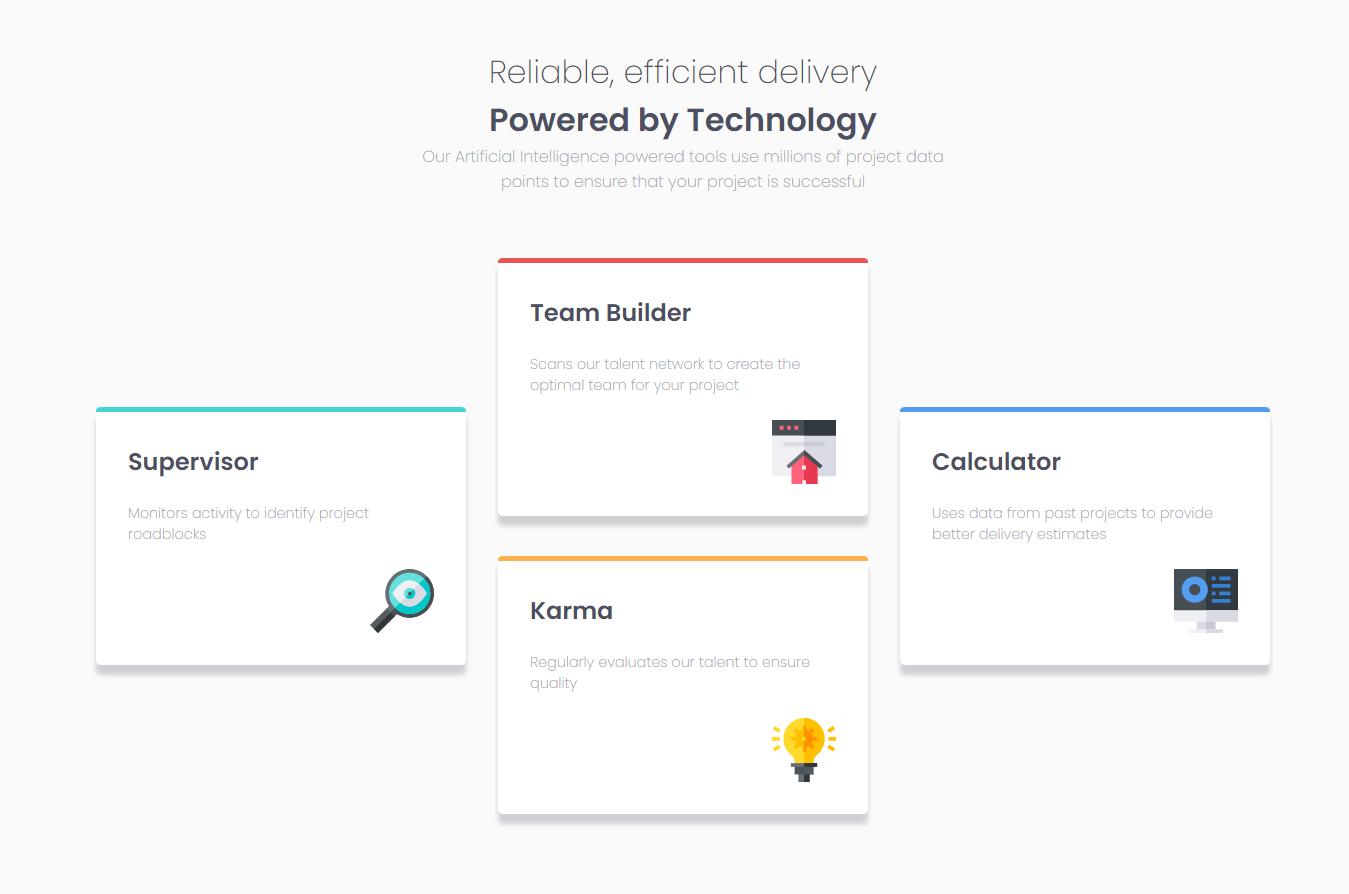 Reliable, efficient delivery
Powered by Technology
Our Artificial Intelligence powered tools use millions of project data
points to ensure that your project is successful
Supervisor
Monitors activity to identify project
roadblocks
Team Builder
Scans our talent network to create the
optimal team for your project
Karma
Regularly evaluates our talent to ensure
quality
Calculator
Uses data from past projects to provide
better delivery estimates